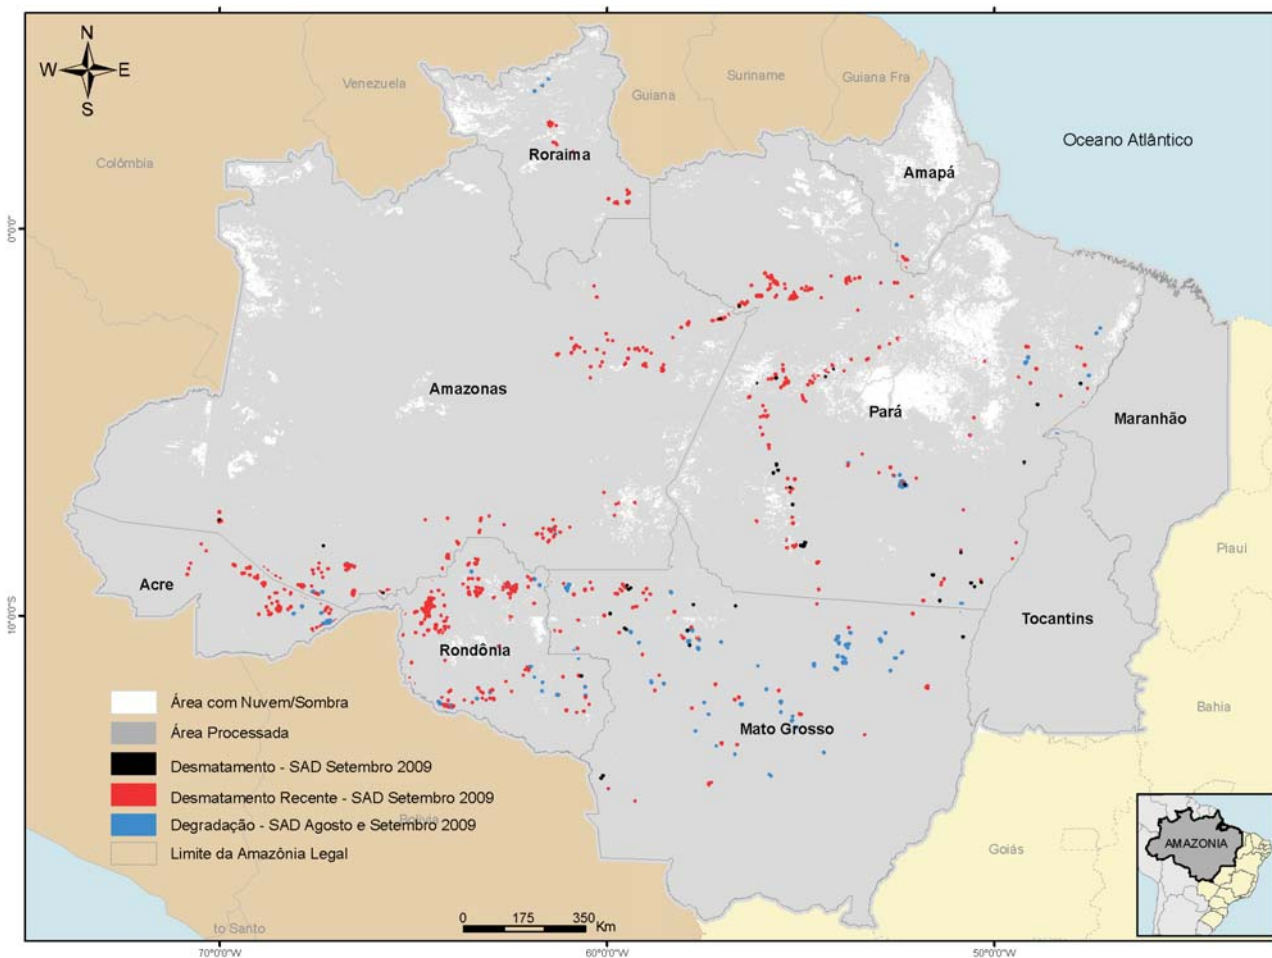 N
W E
S
Venezuela
Suriname
Guiana Fra
Guiana
Colômbia
Oceano Atlântico
Roraima
Amapá
0°0'0"
Amazonas
Pará
Maranhão
Piauí
Acre
10°0'0"S
Tocantins
Rondônia
Bahia
Mato Grosso
Área com Nuvem/Sombra
Área Processada
Desmatamento - SAD Setembro 2009
Desmatamento Recente - SAD Setembro 2009
Bolívia
Degradação - SAD Agosto e Setembro 2009
Limite da Amazônia Legal
Goiás
AMAZONIA
0 175 350
Km
to Santo
70°0'0"W 60°0'0"W 50°0'0"W